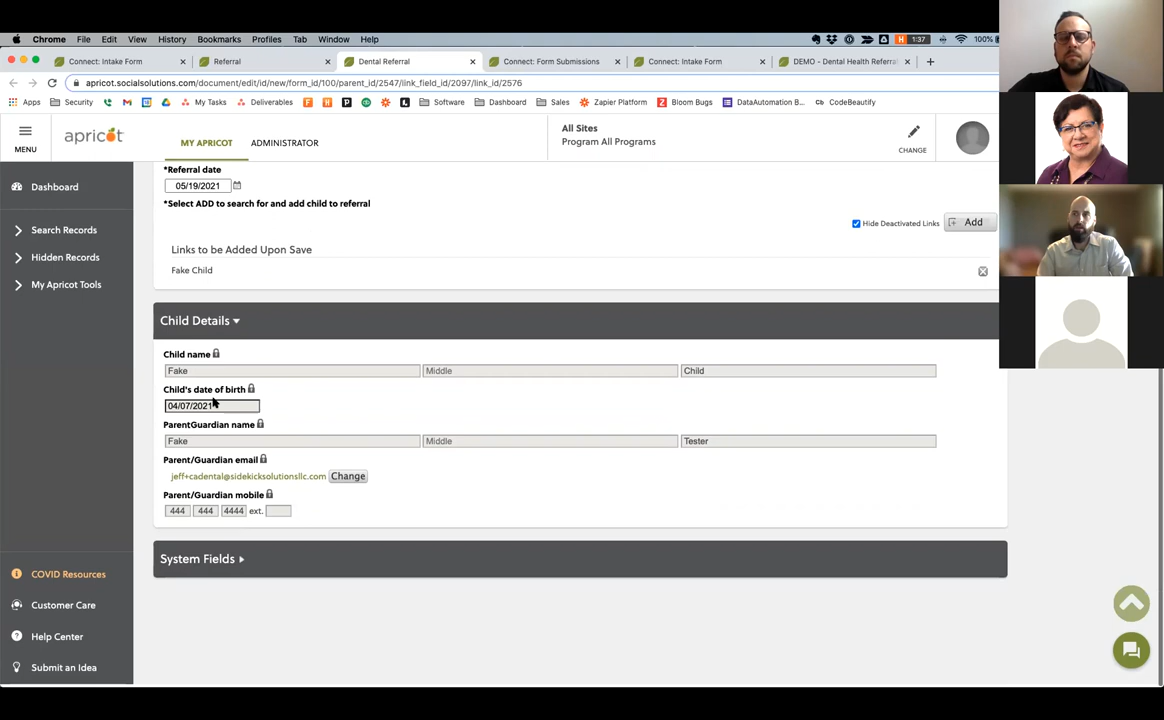 Chrome File Edit View History Bookmarks Profiles Tab Window Help 1:37 100%
Connect: Intake Form Referral Dental Referral Connect: Form Submissions Connect: Intake Form DEMO - Dental Health Referral
apricot.socialsolutions.com/document/edit/id/new/form_id/100/parent_id/2547/link_field_id/2097/link_id/2576
Apps Security My Tasks Deliverables Software Dashboard Sales Zapier Platform Bloom Bugs DataAutomation B... CodeBeautify
MENU
apricot
MY APRICOT
ADMINISTRATOR
All Sites
Program All Programs
CHANGE
Dashboard
Search Records
Hidden Records
My Apricot Tools
COVID Resources
Customer Care
Help Center
Submit an Idea
*Referral date
05/19/2021
*Select ADD to search for and add child to referral
Hide Deactivated Links Add
Links to be Added Upon Save
Fake Child
Child Details
Child name
Fake Middle Child
Child's date of birth
04/07/2021
ParentGuardian name
Fake Middle Tester
Parent/Guardian email
jeff+cadental@sidekicksolutionsllc.com Change
Parent/Guardian mobile
444 444 4444 ext.
System Fields